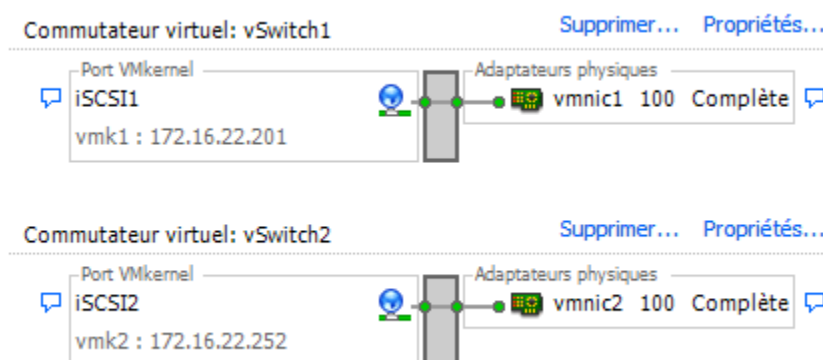 Commutateur virtuel: vSwitch1 Supprimer... Propriétés...
Port VMkernel Adaptateurs physiques
iSCSI1 vmnic1 100 Complète
vmk1 : 172.16.22.201
Commutateur virtuel: vSwitch2 Supprimer... Propriétés...
Port VMkernel Adaptateurs physiques
iSCSI2 vmnic2 100 Complète
vmk2 : 172.16.22.252